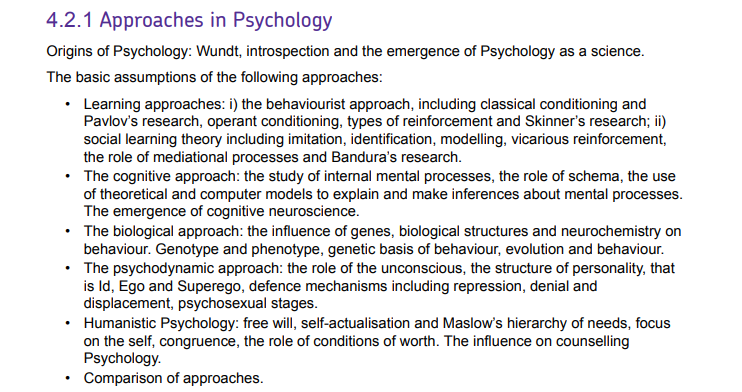 4.2.1 Approaches in Psychology
Origins of Psychology: Wundt, introspection and the emergence of Psychology as a science.
The basic assumptions of the following approaches:
• Learning approaches: i) the behaviourist approach, including classical conditioning and
Pavlov's research, operant conditioning, types of reinforcement and Skinner's research; ii)
social learning theory including imitation, identification, modelling, vicarious reinforcement,
the role of mediational processes and Bandura's research.
• The cognitive approach: the study of internal mental processes, the role of schema, the use
of theoretical and computer models to explain and make inferences about mental processes.
The emergence of cognitive neuroscience.
• The biological approach: the influence of genes, biological structures and neurochemistry on
behaviour. Genotype and phenotype, genetic basis of behaviour, evolution and behaviour.
• The psychodynamic approach: the role of the unconscious, the structure of personality, that
is Id, Ego and Superego, defence mechanisms including repression, denial and
displacement, psychosexual stages.
• Humanistic Psychology: free will, self-actualisation and Maslow's hierarchy of needs, focus
on the self, congruence, the role of conditions of worth. The influence on counselling
Psychology.
• Comparison of approaches.